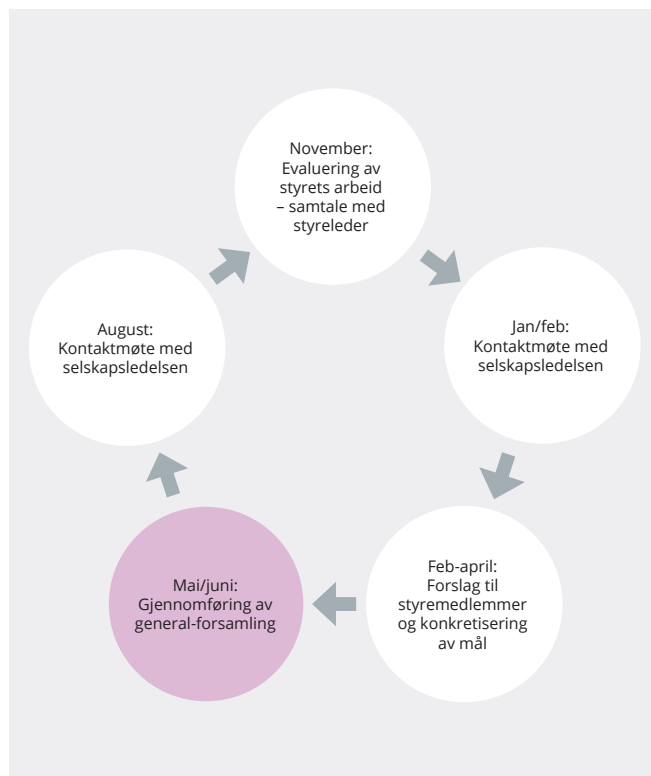 November:
Evaluering av
styrets arbeid
– samtale med
styreleder
Jan/feb:
Kontaktmøte med
selskapsledelsen
Feb-april:
Forslag til
styremedlemmer
og konkretisering
av mål
Mai/juni:
Gjennomføring av
general-forsamling
August:
Kontaktmøte med
selskapsledelsen